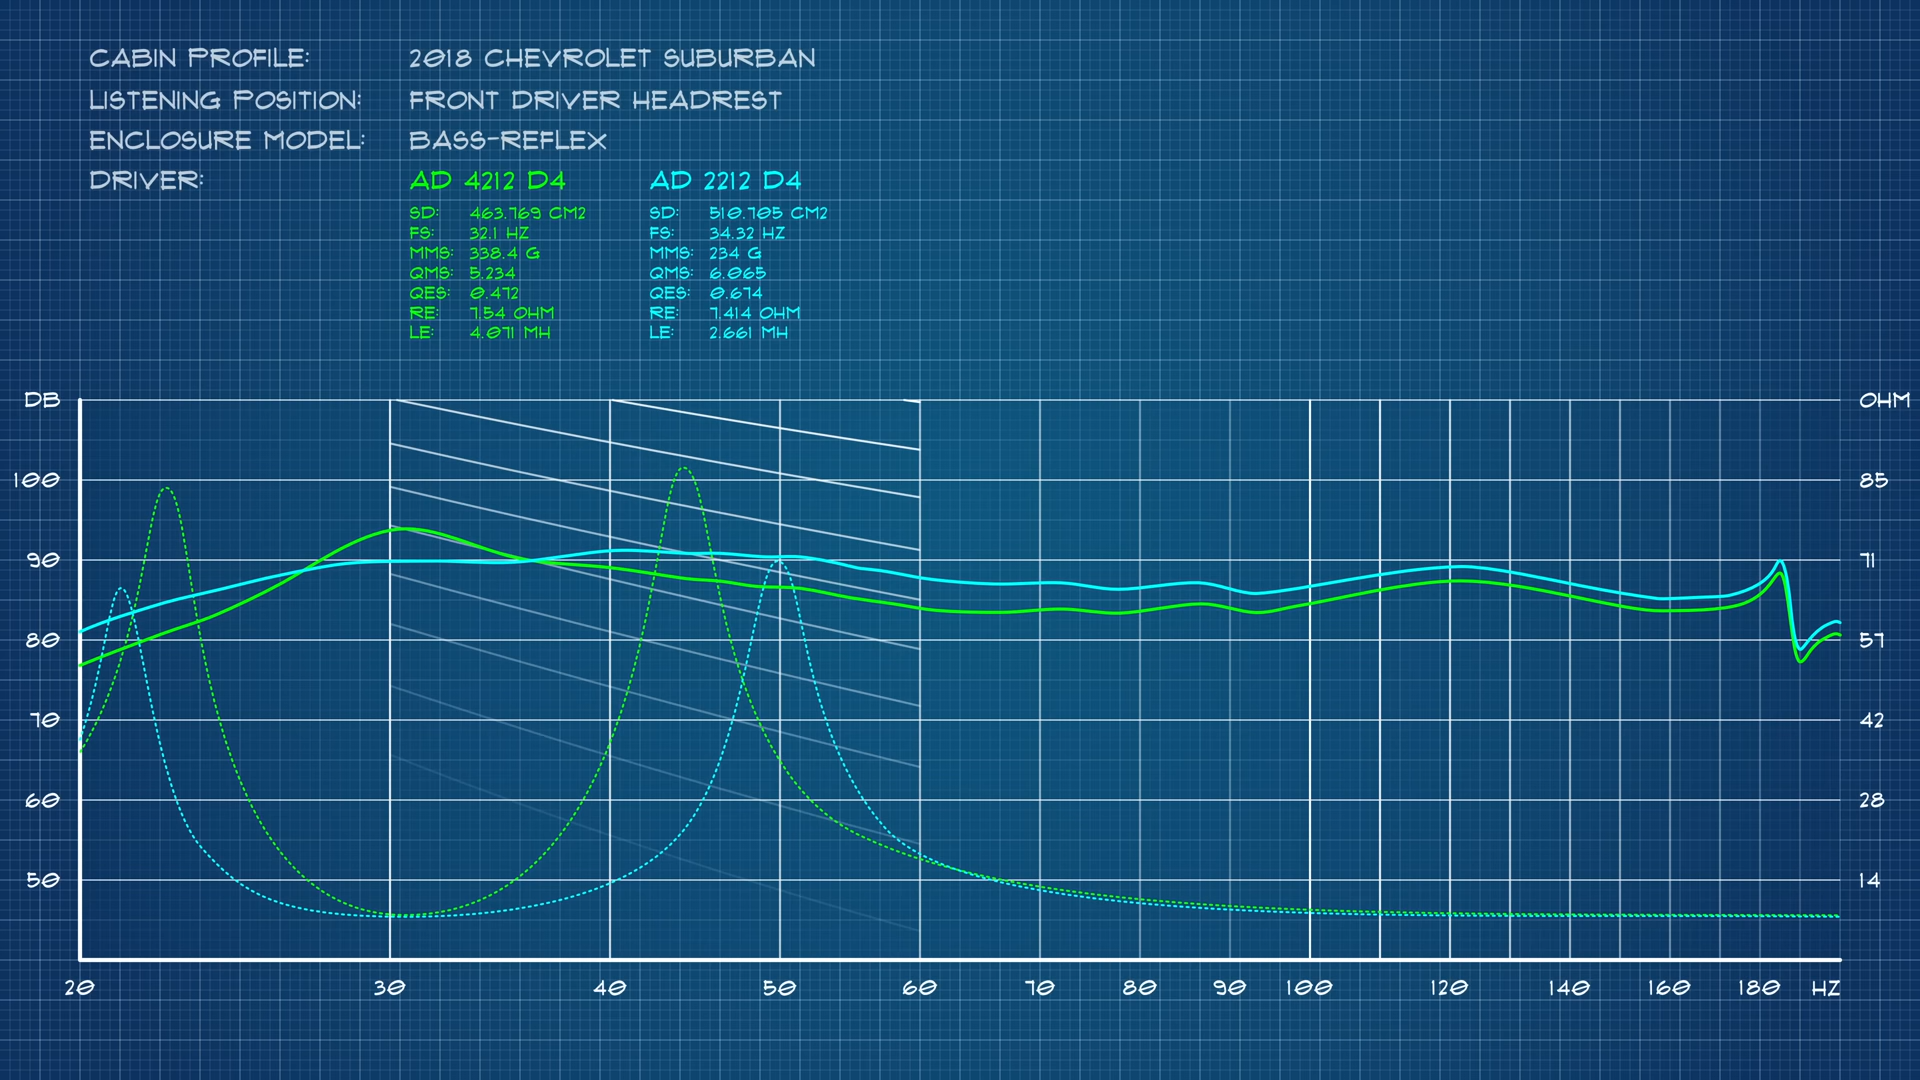 CABIN PROFILE: 2018 CHEVROLET SUBURBAN
LISTENING POSITION: FRONT DRIVER HEADREST
ENCLOSURE MODEL: BASS-REFLEX
DRIVER: AD 4212 D4 AD 2212 D4
SD: 463.769 CM2 SD: 510.705 CM2
FS: 32.1 HZ FS: 34.32 HZ
MMS: 338.4 G MMS: 234 G
QMS: 5.234 QMS: 6.065
QES: 0.472 QES: 0.674
RE: 7.54 OHM RE: 7.414 OHM
LE: 4.071 MH LE: 2.661 MH
DB OHM
100 85
90 71
80 57
70 42
60 28
50 14
20 30 40 50 60 70 80 90 100 120 140 160 180 HZ